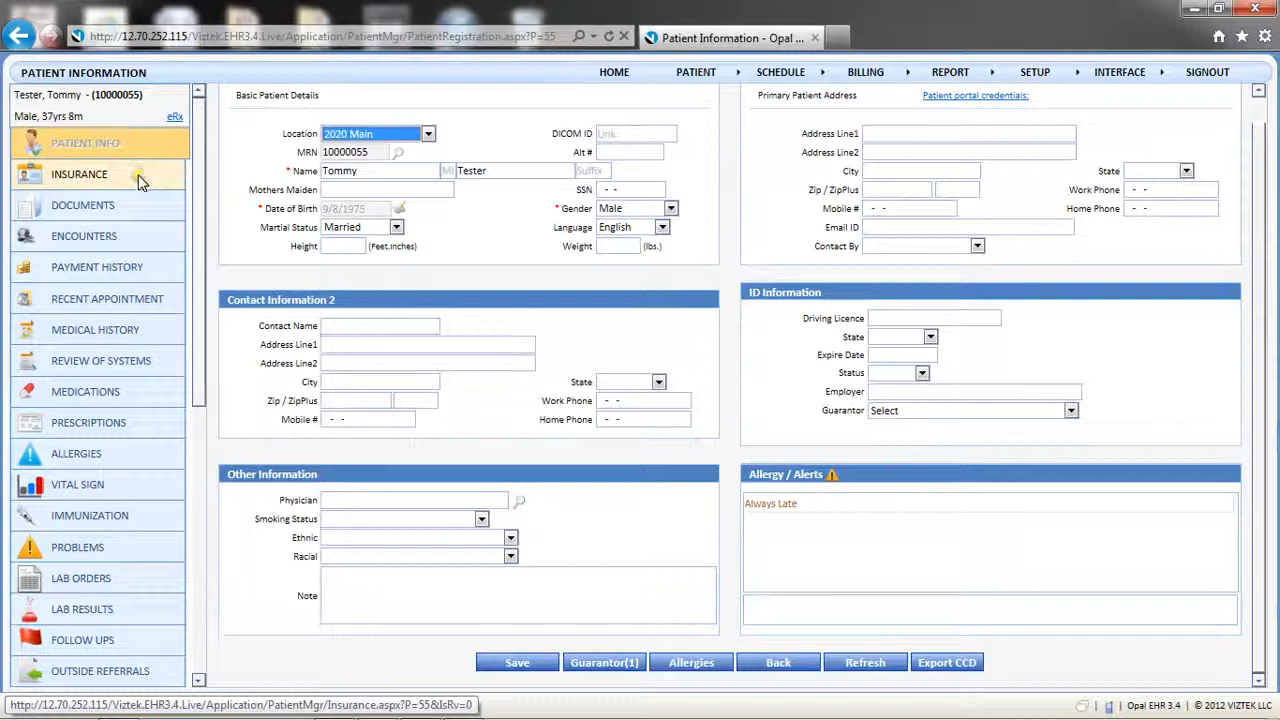 http://12.70.252.115/Viztek.EHR3.4.Live/Application/PatientMgr/PatientRegistration.aspx?P=55
Patient Information - Opal ...
PATIENT INFORMATION
HOME
PATIENT
SCHEDULE
BILLING
REPORT
SETUP
INTERFACE
SIGNOUT
Tester, Tommy - (10000055)
Male, 37yrs 8m
eRx
PATIENT INFO
INSURANCE
DOCUMENTS
ENCOUNTERS
PAYMENT HISTORY
RECENT APPOINTMENT
MEDICAL HISTORY
REVIEW OF SYSTEMS
MEDICATIONS
PRESCRIPTIONS
ALLERGIES
VITAL SIGN
IMMUNIZATION
PROBLEMS
LAB ORDERS
LAB RESULTS
FOLLOW UPS
OUTSIDE REFERRALS
Basic Patient Details
Location 2020 Main DICOM ID Link
MRN 10000055 Alt #
* Name Tommy MI Tester Suffix
Mothers Maiden SSN - -
* Date of Birth 9/8/1975 * Gender Male
Martial Status Married Language English
Height (Feet.Inches) Weight (lbs.)
Primary Patient Address Patient portal credentials:
Address Line1
Address Line2
City State
Zip / ZipPlus Work Phone - -
Mobile # - - Home Phone - -
Email ID
Contact By
Contact Information 2
Contact Name
Address Line1
Address Line2
City State
Zip / ZipPlus Work Phone - -
Mobile # - - Home Phone - -
ID Information
Driving Licence
State
Expire Date
Status
Employer
Guarantor Select
Other Information
Physician
Smoking Status
Ethnic
Racial
Note
Allergy / Alerts
Always Late
Save
Guarantor(1)
Allergies
Back
Refresh
Export CCD
http://12.70.252.115/Viztek.EHR3.4.Live/Application/PatientMgr/Insurance.aspx?P=55&IsRv=0
Opal EHR 3.4
© 2012 VIZTEK LLC